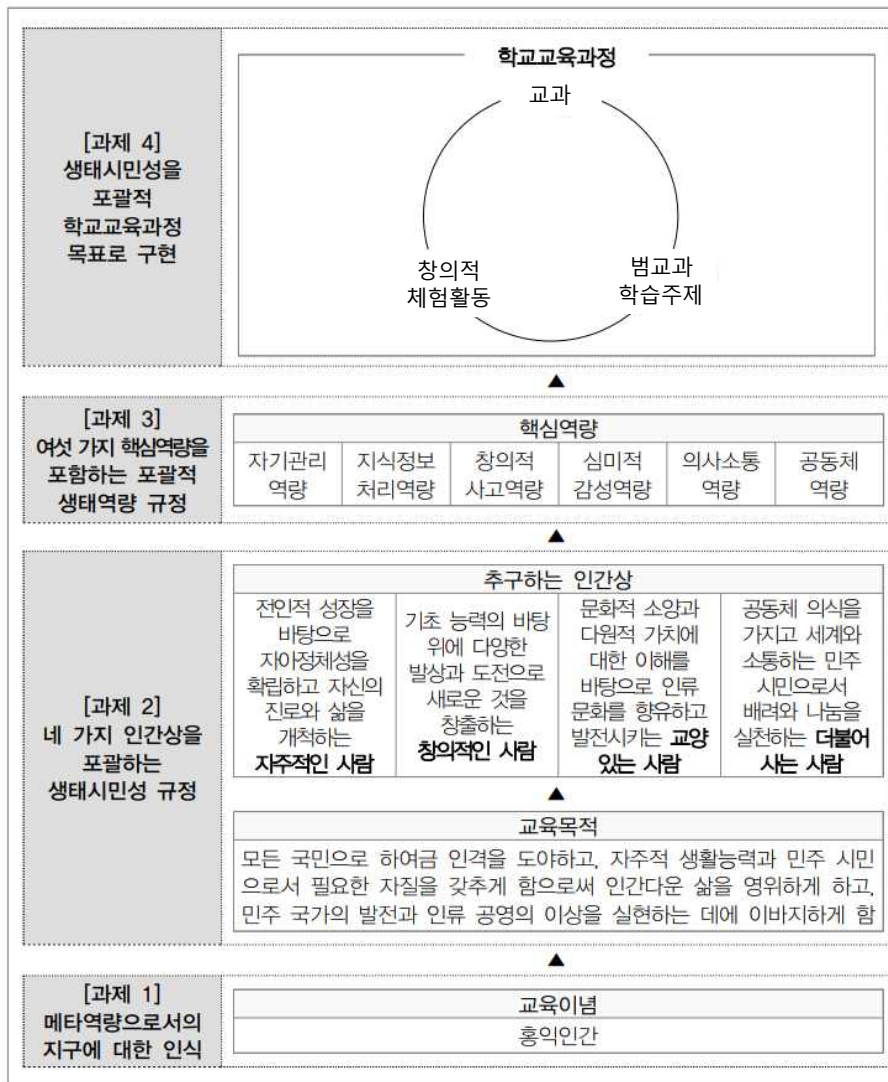 [과제 4]
생태시민성을
포괄적
학교교육과정
목표로 구현
학교교육과정
교과
창의적
체험활동
범교과
학습주제
▲
[과제 3]
여섯 가지 핵심역량을
포함하는 포괄적
생태역량 규정
핵심역량
자기관리
역량
지식정보
처리역량
창의적
사고역량
심미적
감성역량
의사소통
역량
공동체
역량
▲
[과제 2]
네 가지 인간상을
포괄하는
생태시민성 규정
추구하는 인간상
전인적 성장을
바탕으로
자아정체성을
확립하고 자신의
진로와 삶을
개척하는
자주적인 사람
기초 능력의 바탕
위에 다양한
발상과 도전으로
새로운 것을
창출하는
창의적인 사람
문화적 소양과
다원적 가치에
대한 이해를
바탕으로 인류
문화를 향유하고
발전시키는 교양
있는 사람
공동체 의식을
가지고 세계와
소통하는 민주
시민으로서
배려와 나눔을
실천하는 더불어
사는 사람
▲
교육목적
모든 국민으로 하여금 인격을 도야하고, 자주적 생활능력과 민주 시민
으로서 필요한 자질을 갖추게 함으로써 인간다운 삶을 영위하게 하고,
민주 국가의 발전과 인류 공영의 이상을 실현하는 데에 이바지하게 함
▲
[과제 1]
메타역량으로서의
지구에 대한 인식
교육이념
홍익인간